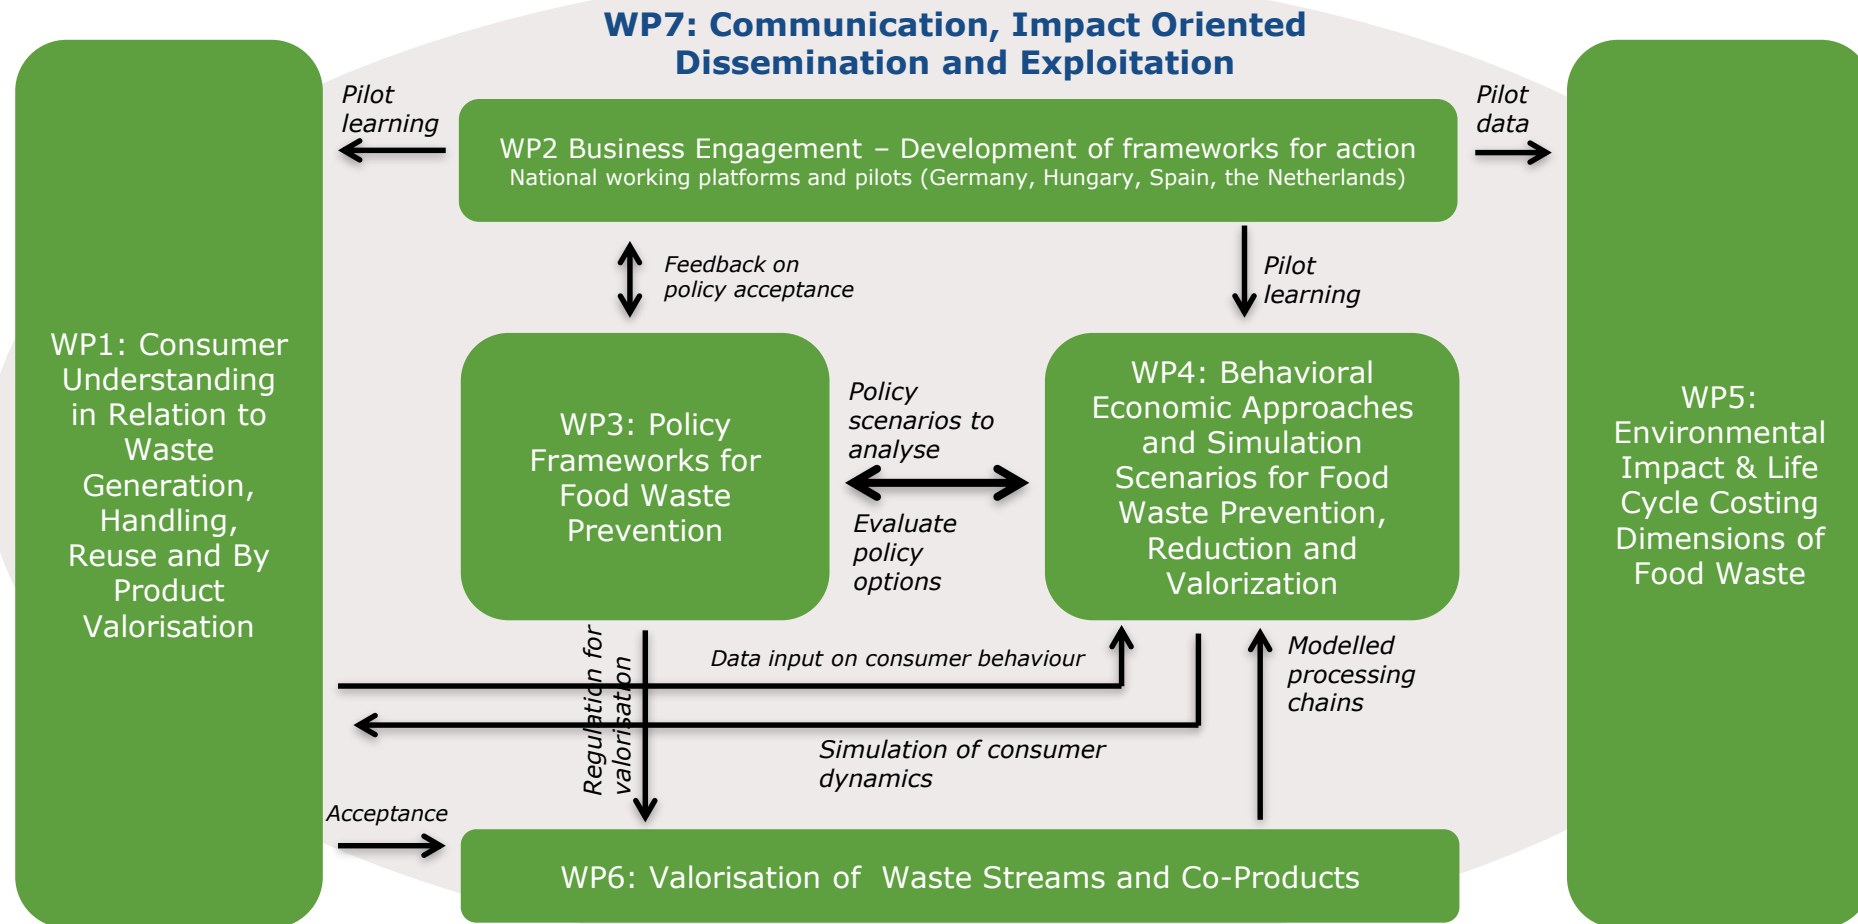 WP7: Communication, Impact Oriented
Dissemination and Exploitation
Pilot
learning
Pilot
data
WP2 Business Engagement – Development of frameworks for action
National working platforms and pilots (Germany, Hungary, Spain, the Netherlands)
Feedback on
policy acceptance
Pilot
learning
WP1: Consumer
Understanding
in Relation to
Waste
Generation,
Handling,
Reuse and By
Product
Valorisation
WP3: Policy
Frameworks for
Food Waste
Prevention
Policy
scenarios to
analyse
Evaluate
policy
options
WP4: Behavioral
Economic Approaches
and Simulation
Scenarios for Food
Waste Prevention,
Reduction and
Valorization
WP5:
Environmental
Impact & Life
Cycle Costing
Dimensions of
Food Waste
Regulation for
valorisation
Data input on consumer behaviour
Modelled
processing
chains
Simulation of consumer
dynamics
Acceptance
WP6: Valorisation of  Waste Streams and Co-Products